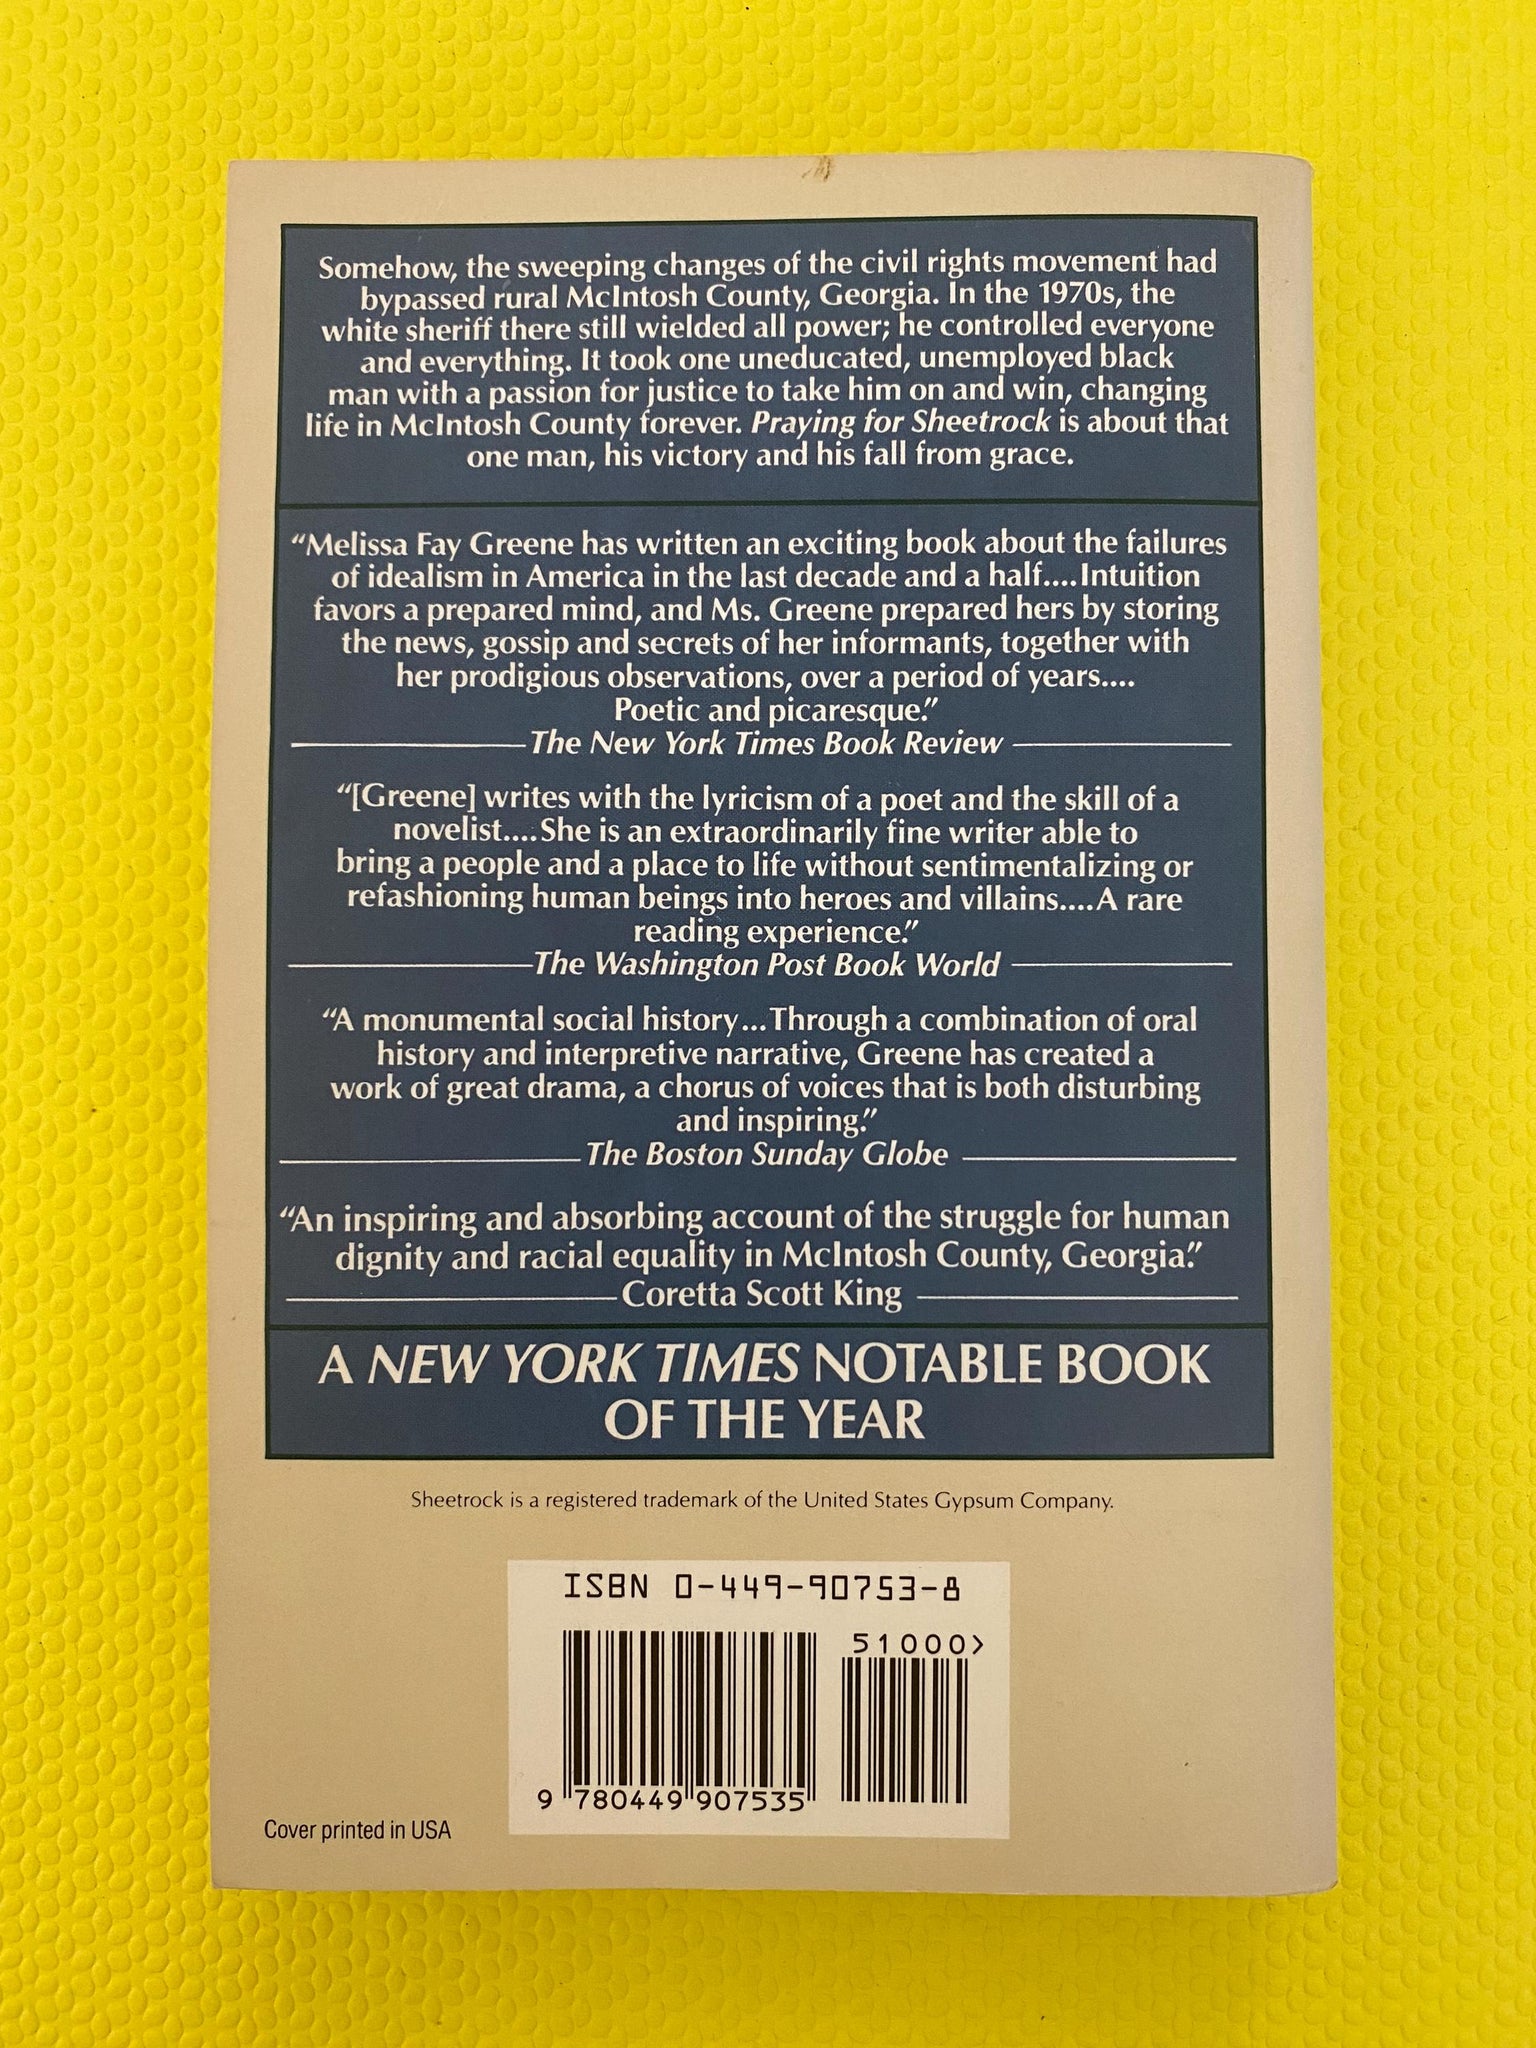 Somehow, the sweeping changes of the civil rights movement had
bypassed rural McIntosh County, Georgia. In the 1970s, the
white sheriff there still wielded all power; he controlled everyone
and everything. It took one uneducated, unemployed black
man with a passion for justice to take him on and win, changing
life in McIntosh County forever. Praying for Sheetrock is about that
one man, his victory and his fall from grace.
“Melissa Fay Greene has written an exciting book about the failures
of idealism in America in the last decade and a half....Intuition
favors a prepared mind, and Ms. Greene prepared hers by storing
the news, gossip and secrets of her informants, together with
her prodigious observations, over a period of years....
Poetic and picaresque.”
The New York Times Book Review
“[Greene] writes with the lyricism of a poet and the skill of a
novelist....She is an extraordinarily fine writer able to
bring a people and a place to life without sentimentalizing or
refashioning human beings into heroes and villains....A rare
reading experience.”
The Washington Post Book World
“A monumental social history...Through a combination of oral
history and interpretive narrative, Greene has created a
work of great drama, a chorus of voices that is both disturbing
and inspiring.”
The Boston Sunday Globe
“An inspiring and absorbing account of the struggle for human
dignity and racial equality in McIntosh County, Georgia.”
Coretta Scott King
A NEW YORK TIMES NOTABLE BOOK
OF THE YEAR
Sheetrock is a registered trademark of the United States Gypsum Company.
ISBN 0-449-90753-8
51000>
9 780449 907535
Cover printed in USA